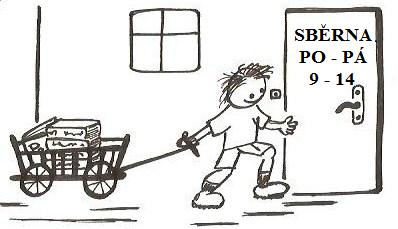 SBĚRNA
PO - PÁ
9 - 14